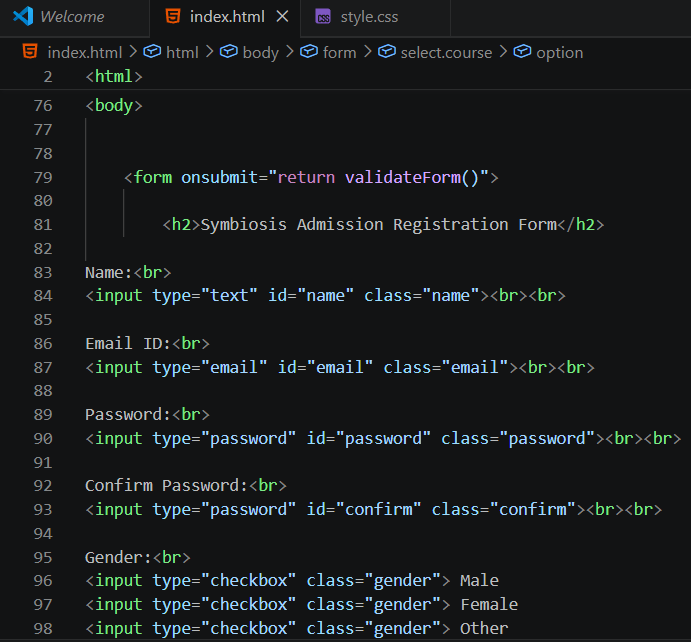 Welcome index.html style.css
index.html > html > body > form > select.course > option
2 <html>
76 <body>
77
78
79 <form onsubmit="return validateForm()">
80
81 <h2>Symbiosis Admission Registration Form</h2>
82
83 Name:<br>
84 <input type="text" id="name" class="name"><br><br>
85
86 Email ID:<br>
87 <input type="email" id="email" class="email"><br><br>
88
89 Password:<br>
90 <input type="password" id="password" class="password"><br><br>
91
92 Confirm Password:<br>
93 <input type="password" id="confirm" class="confirm"><br><br>
94
95 Gender:<br>
96 <input type="checkbox" class="gender"> Male
97 <input type="checkbox" class="gender"> Female
98 <input type="checkbox" class="gender"> Other